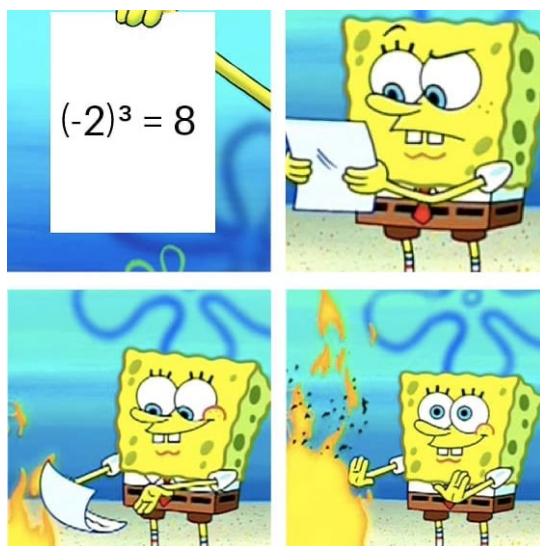 (-2)³ = 8